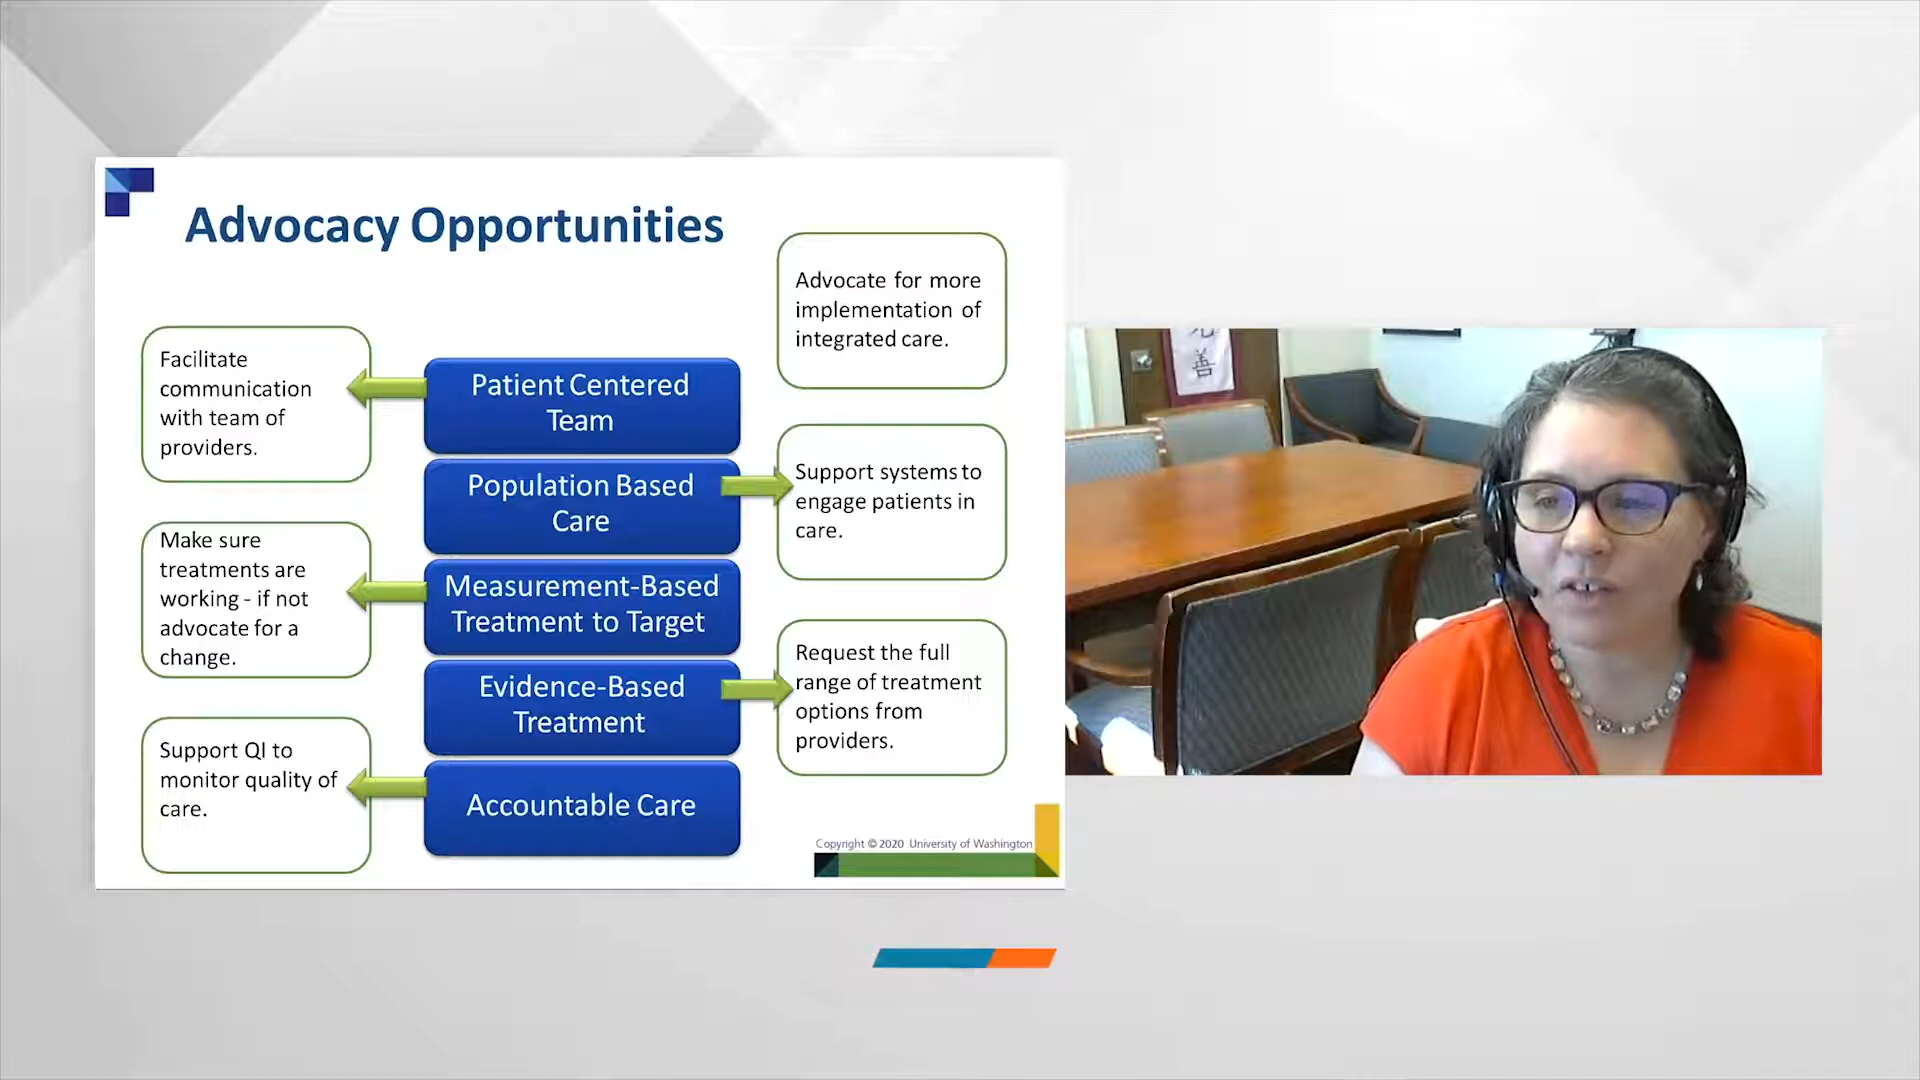 Advocacy Opportunities
Advocate for more
implementation of
integrated care.
Facilitate
communication
with team of
providers.
Patient Centered
Team
Population Based
Care
Support systems to
engage patients in
care.
Make sure
treatments are
working - if not
advocate for a
change.
Measurement-Based
Treatment to Target
Evidence-Based
Treatment
Request the full
range of treatment
options from
providers.
Support QI to
monitor quality of
care.
Accountable Care
Copyright © 2020 University of Washington
善